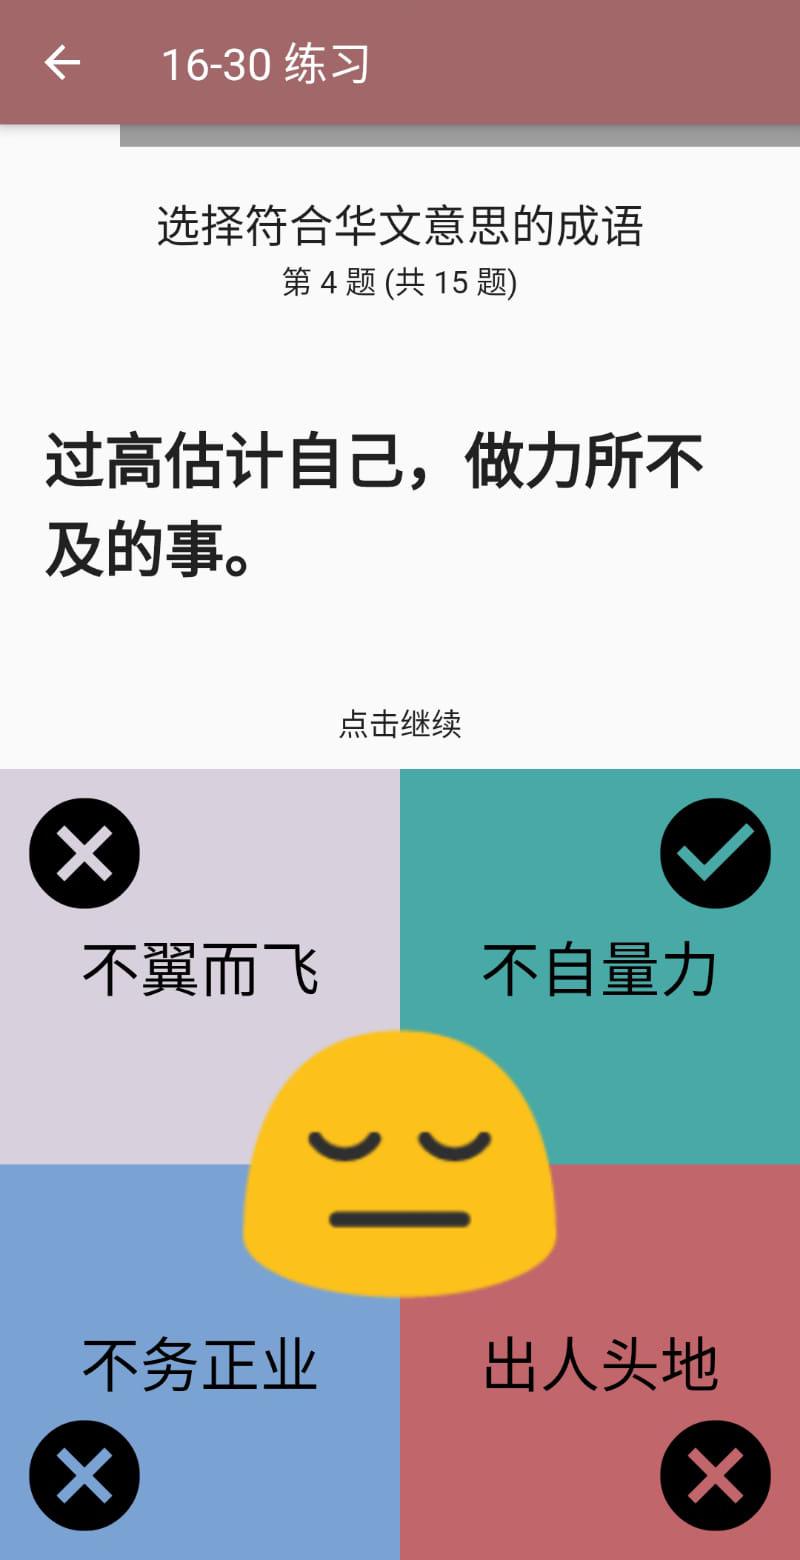 16-30 练习
选择符合华文意思的成语
第 4 题 (共 15 题)
过高估计自己，做力所不
及的事。
点击继续
不翼而飞
不自量力
不务正业
出人头地